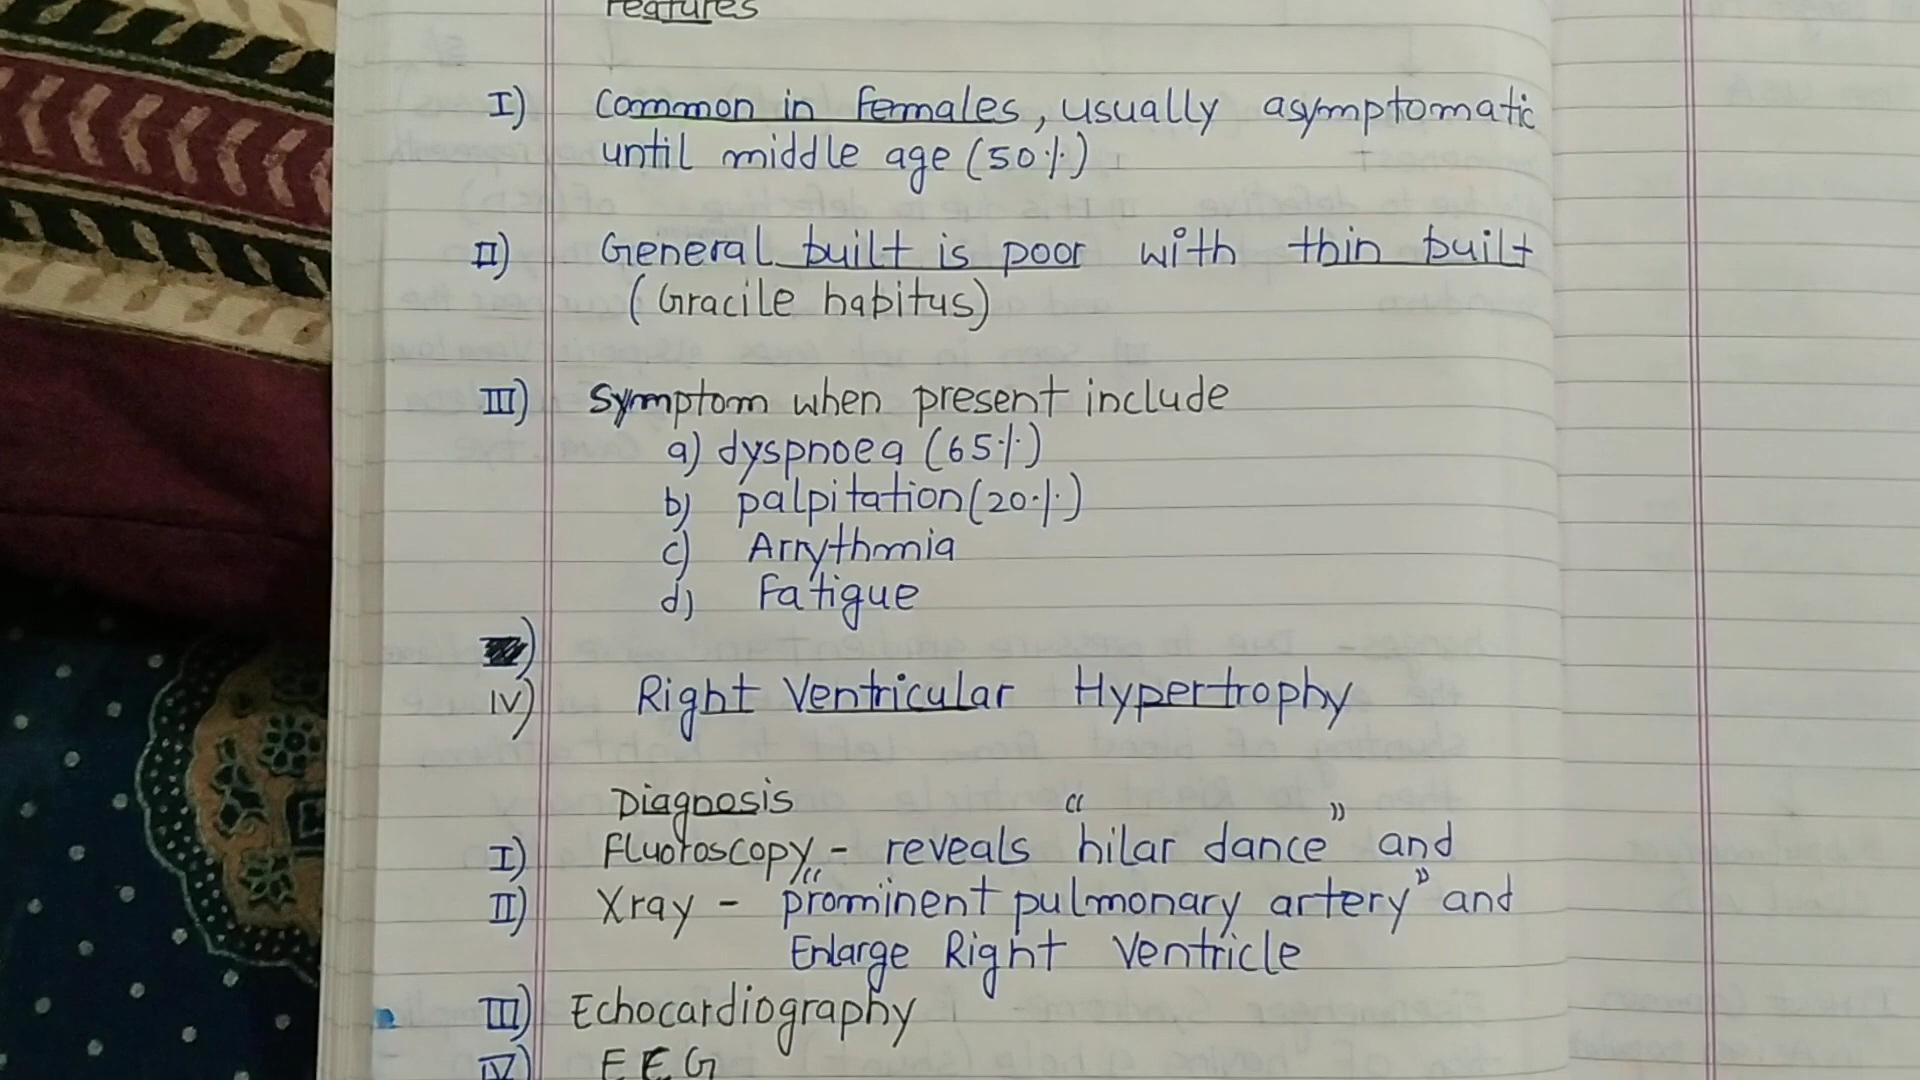 Features
I) Common in females, usually asymptomatic
until middle age (50%)
II) General built is poor with thin built
(Gracile habitus)
III) Symptom when present include
a) dyspnoea (65%)
b) palpitation (20%)
c) Arrythmia
d) Fatigue
IV) Right Ventricular Hypertrophy
Diagnosis
I) Fluoroscopy - reveals "hilar dance" and
II) Xray - "prominent pulmonary artery" and
Enlarge Right Ventricle
III) Echocardiography
IV) EEG